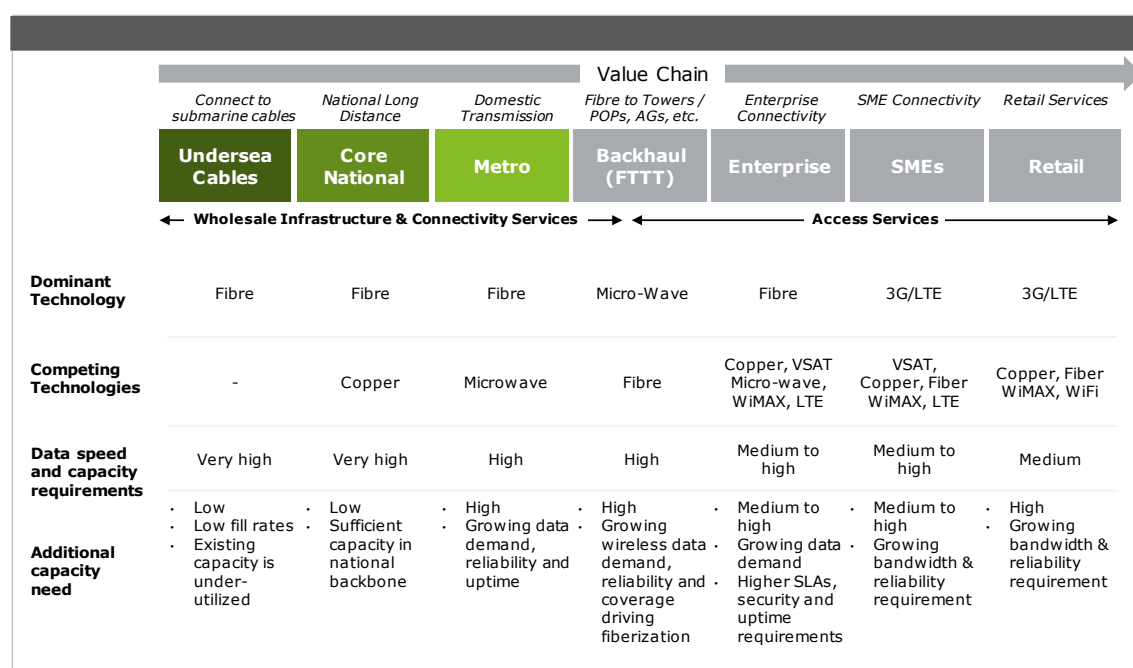 Value Chain
Connect to
submarine cables
National Long
Distance
Domestic
Transmission
Fibre to Towers /
POPs, AGs, etc.
Enterprise
Connectivity
SME Connectivity
Retail Services
Undersea
Cables
Core
National
Metro
Backhaul
(FTTT)
Enterprise
SMEs
Retail
Wholesale Infrastructure & Connectivity Services
Access Services
Dominant
Technology
Fibre
Fibre
Fibre
Micro-Wave
Fibre
3G/LTE
3G/LTE
Competing
Technologies
-
Copper
Microwave
Fibre
Copper, VSAT
Micro-wave,
WiMAX, LTE
VSAT,
Copper, Fiber
WiMAX, LTE
Copper, Fiber
WiMAX, WiFi
Data speed
and capacity
requirements
Very high
Very high
High
High
Medium to
high
Medium to
high
Medium
Additional
capacity
need
· Low
· Low fill rates
· Existing
capacity is
under-
utilized
· Low
· Sufficient
capacity in
national
backbone
· High
· Growing data
demand,
reliability and
uptime
· High
· Growing
wireless data
demand,
reliability and
coverage
driving
fiberization
· Medium to
high
· Growing data
demand
· Higher SLAs,
security and
uptime
requirements
· Medium to
high
· Growing
bandwidth &
reliability
requirement
· High
· Growing
bandwidth &
reliability
requirement